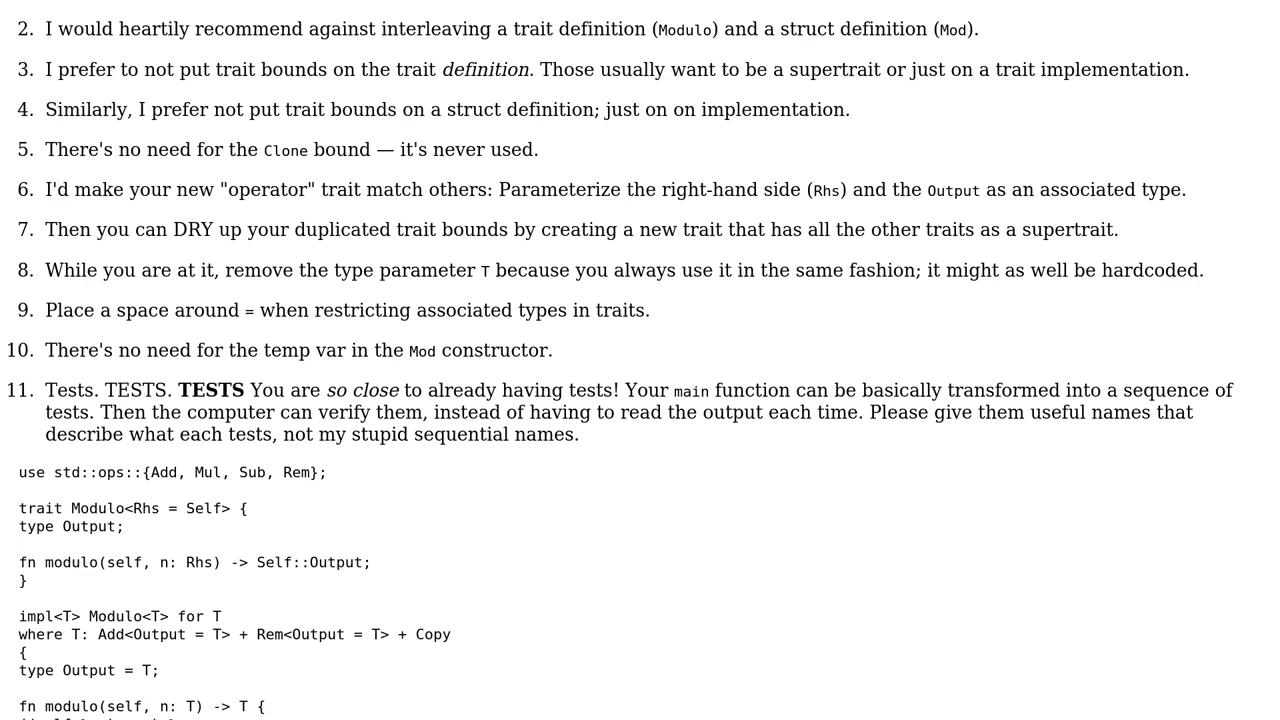 2. I would heartily recommend against interleaving a trait definition (Modulo) and a struct definition (Mod).
3. I prefer to not put trait bounds on the trait definition. Those usually want to be a supertrait or just on a trait implementation.
4. Similarly, I prefer not put trait bounds on a struct definition; just on on implementation.
5. There's no need for the Clone bound — it's never used.
6. I'd make your new "operator" trait match others: Parameterize the right-hand side (Rhs) and the Output as an associated type.
7. Then you can DRY up your duplicated trait bounds by creating a new trait that has all the other traits as a supertrait.
8. While you are at it, remove the type parameter T because you always use it in the same fashion; it might as well be hardcoded.
9. Place a space around = when restricting associated types in traits.
10. There's no need for the temp var in the Mod constructor.
11. Tests. TESTS. TESTS You are so close to already having tests! Your main function can be basically transformed into a sequence of
tests. Then the computer can verify them, instead of having to read the output each time. Please give them useful names that
describe what each tests, not my stupid sequential names.
use std::ops::{Add, Mul, Sub, Rem};
trait Modulo<Rhs = Self> {
type Output;
fn modulo(self, n: Rhs) -> Self::Output;
}
impl<T> Modulo<T> for T
where T: Add<Output = T> + Rem<Output = T> + Copy
{
type Output = T;
fn modulo(self, n: T) -> T {